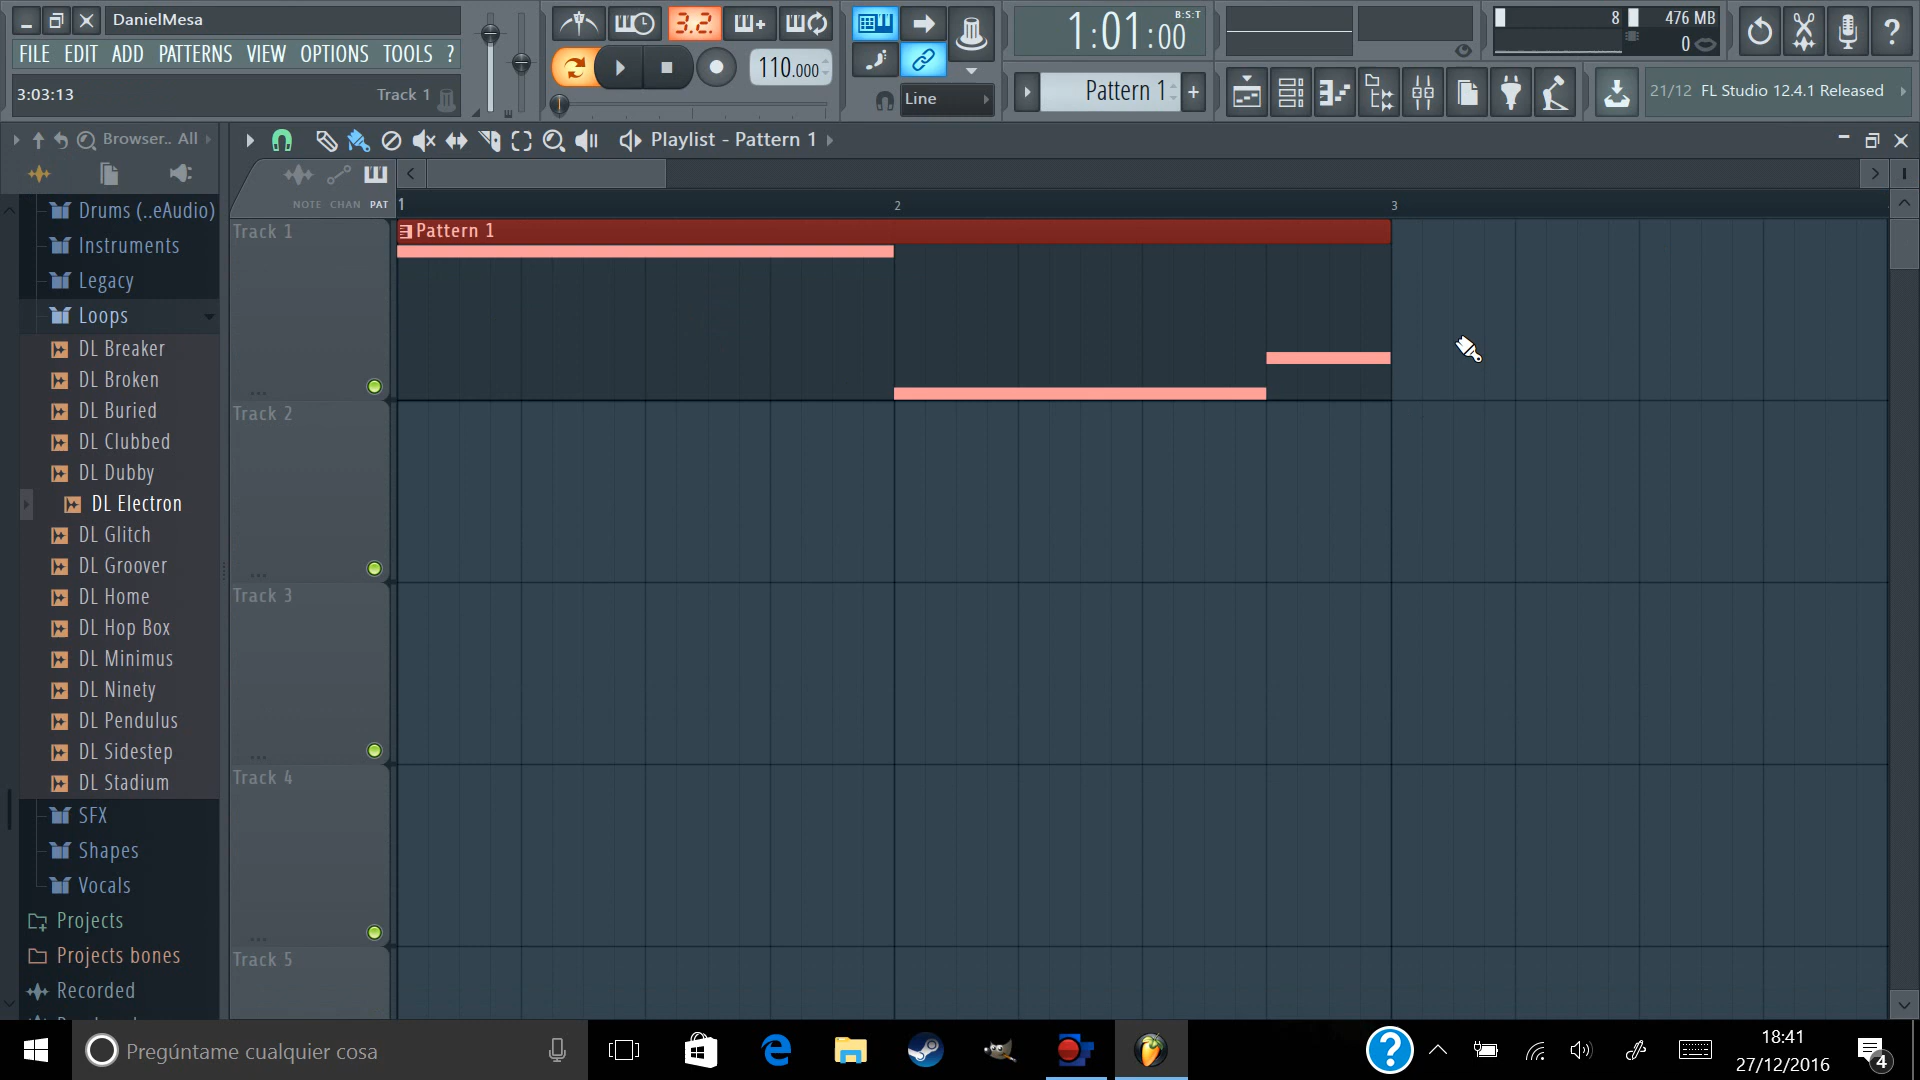 DanielMesa
FILE EDIT ADD PATTERNS VIEW OPTIONS TOOLS ?
3:03:13 Track 1
3.2.
110.000
1:01:00
B:S:T
Line
Pattern 1
8
476 MB
0
21/12 FL Studio 12.4.1 Released
Browser.. All
Playlist - Pattern 1
NOTE CHAN PAT
1
2
3
Drums (..eAudio)
Instruments
Legacy
Loops
DL Breaker
DL Broken
DL Buried
DL Clubbed
DL Dubby
DL Electron
DL Glitch
DL Groover
DL Home
DL Hop Box
DL Minimus
DL Ninety
DL Pendulus
DL Sidestep
DL Stadium
SFX
Shapes
Vocals
Projects
Projects bones
Recorded
Track 1
Pattern 1
Track 2
Track 3
Track 4
Track 5
Pregúntame cualquier cosa
18:41
27/12/2016
4